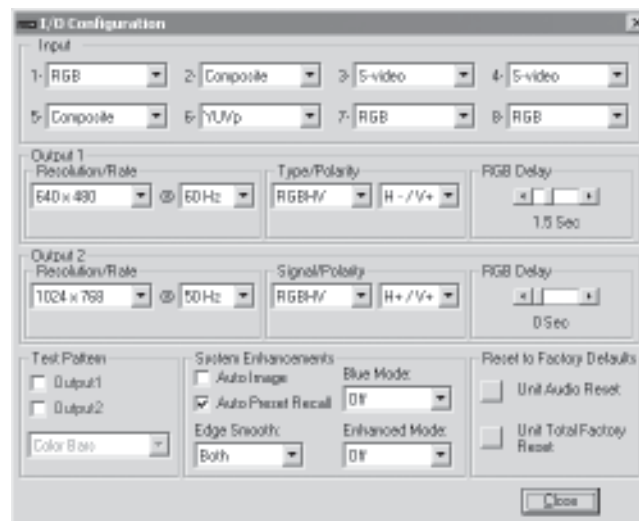 I/O Configuration
Input
1- RGB 2- Composite 3- S-video 4- S-video
5- Composite 6- YUVp 7- RGB 8- RGB
Output 1
Resolution/Rate Type/Polarity RGB Delay
640 x 480 @ 60 Hz RGBHV H - / V+
1.5 Sec
Output 2
Resolution/Rate Signal/Polarity RGB Delay
1024 x 768 @ 50 Hz RGBHV H+ / V+
0 Sec
Test Pattern System Enhancements Reset to Factory Defaults
Output1 Auto Image Blue Mode: Unit Audio Reset
Output2 Auto Preset Recall Off
Edge Smooth: Enhanced Mode: Unit Total Factory Reset
Color Bars Both Off
Close